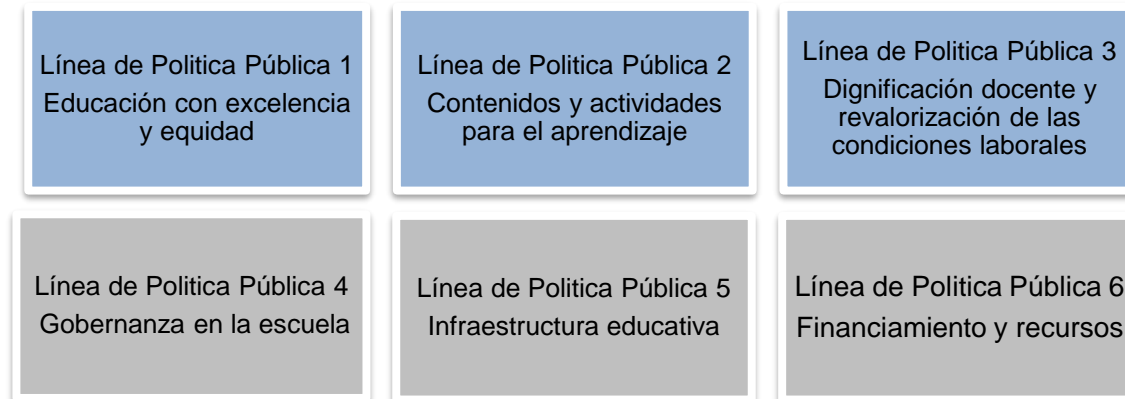 Línea de Politica Pública 1
Educación con excelencia
y equidad
Línea de Politica Pública 2
Contenidos y actividades
para el aprendizaje
Línea de Politica Pública 3
Dignificación docente y
revalorización de las
condiciones laborales
Línea de Politica Pública 4
Gobernanza en la escuela
Línea de Politica Pública 5
Infraestructura educativa
Línea de Politica Pública 6
Financiamiento y recursos